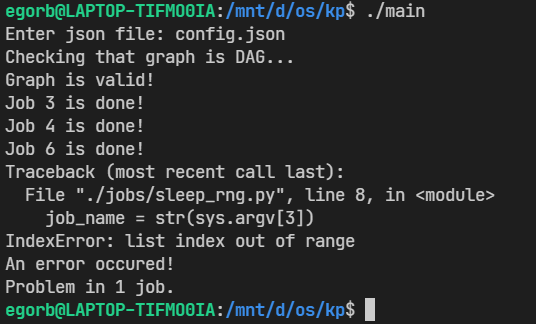 egorb@LAPTOP-TIFMO0IA:/mnt/d/os/kp$ ./main
Enter json file: config.json
Checking that graph is DAG...
Graph is valid!
Job 3 is done!
Job 4 is done!
Job 6 is done!
Traceback (most recent call last):
  File "./jobs/sleep_rng.py", line 8, in <module>
    job_name = str(sys.argv[3])
IndexError: list index out of range
An error occured!
Problem in 1 job.
egorb@LAPTOP-TIFMO0IA:/mnt/d/os/kp$